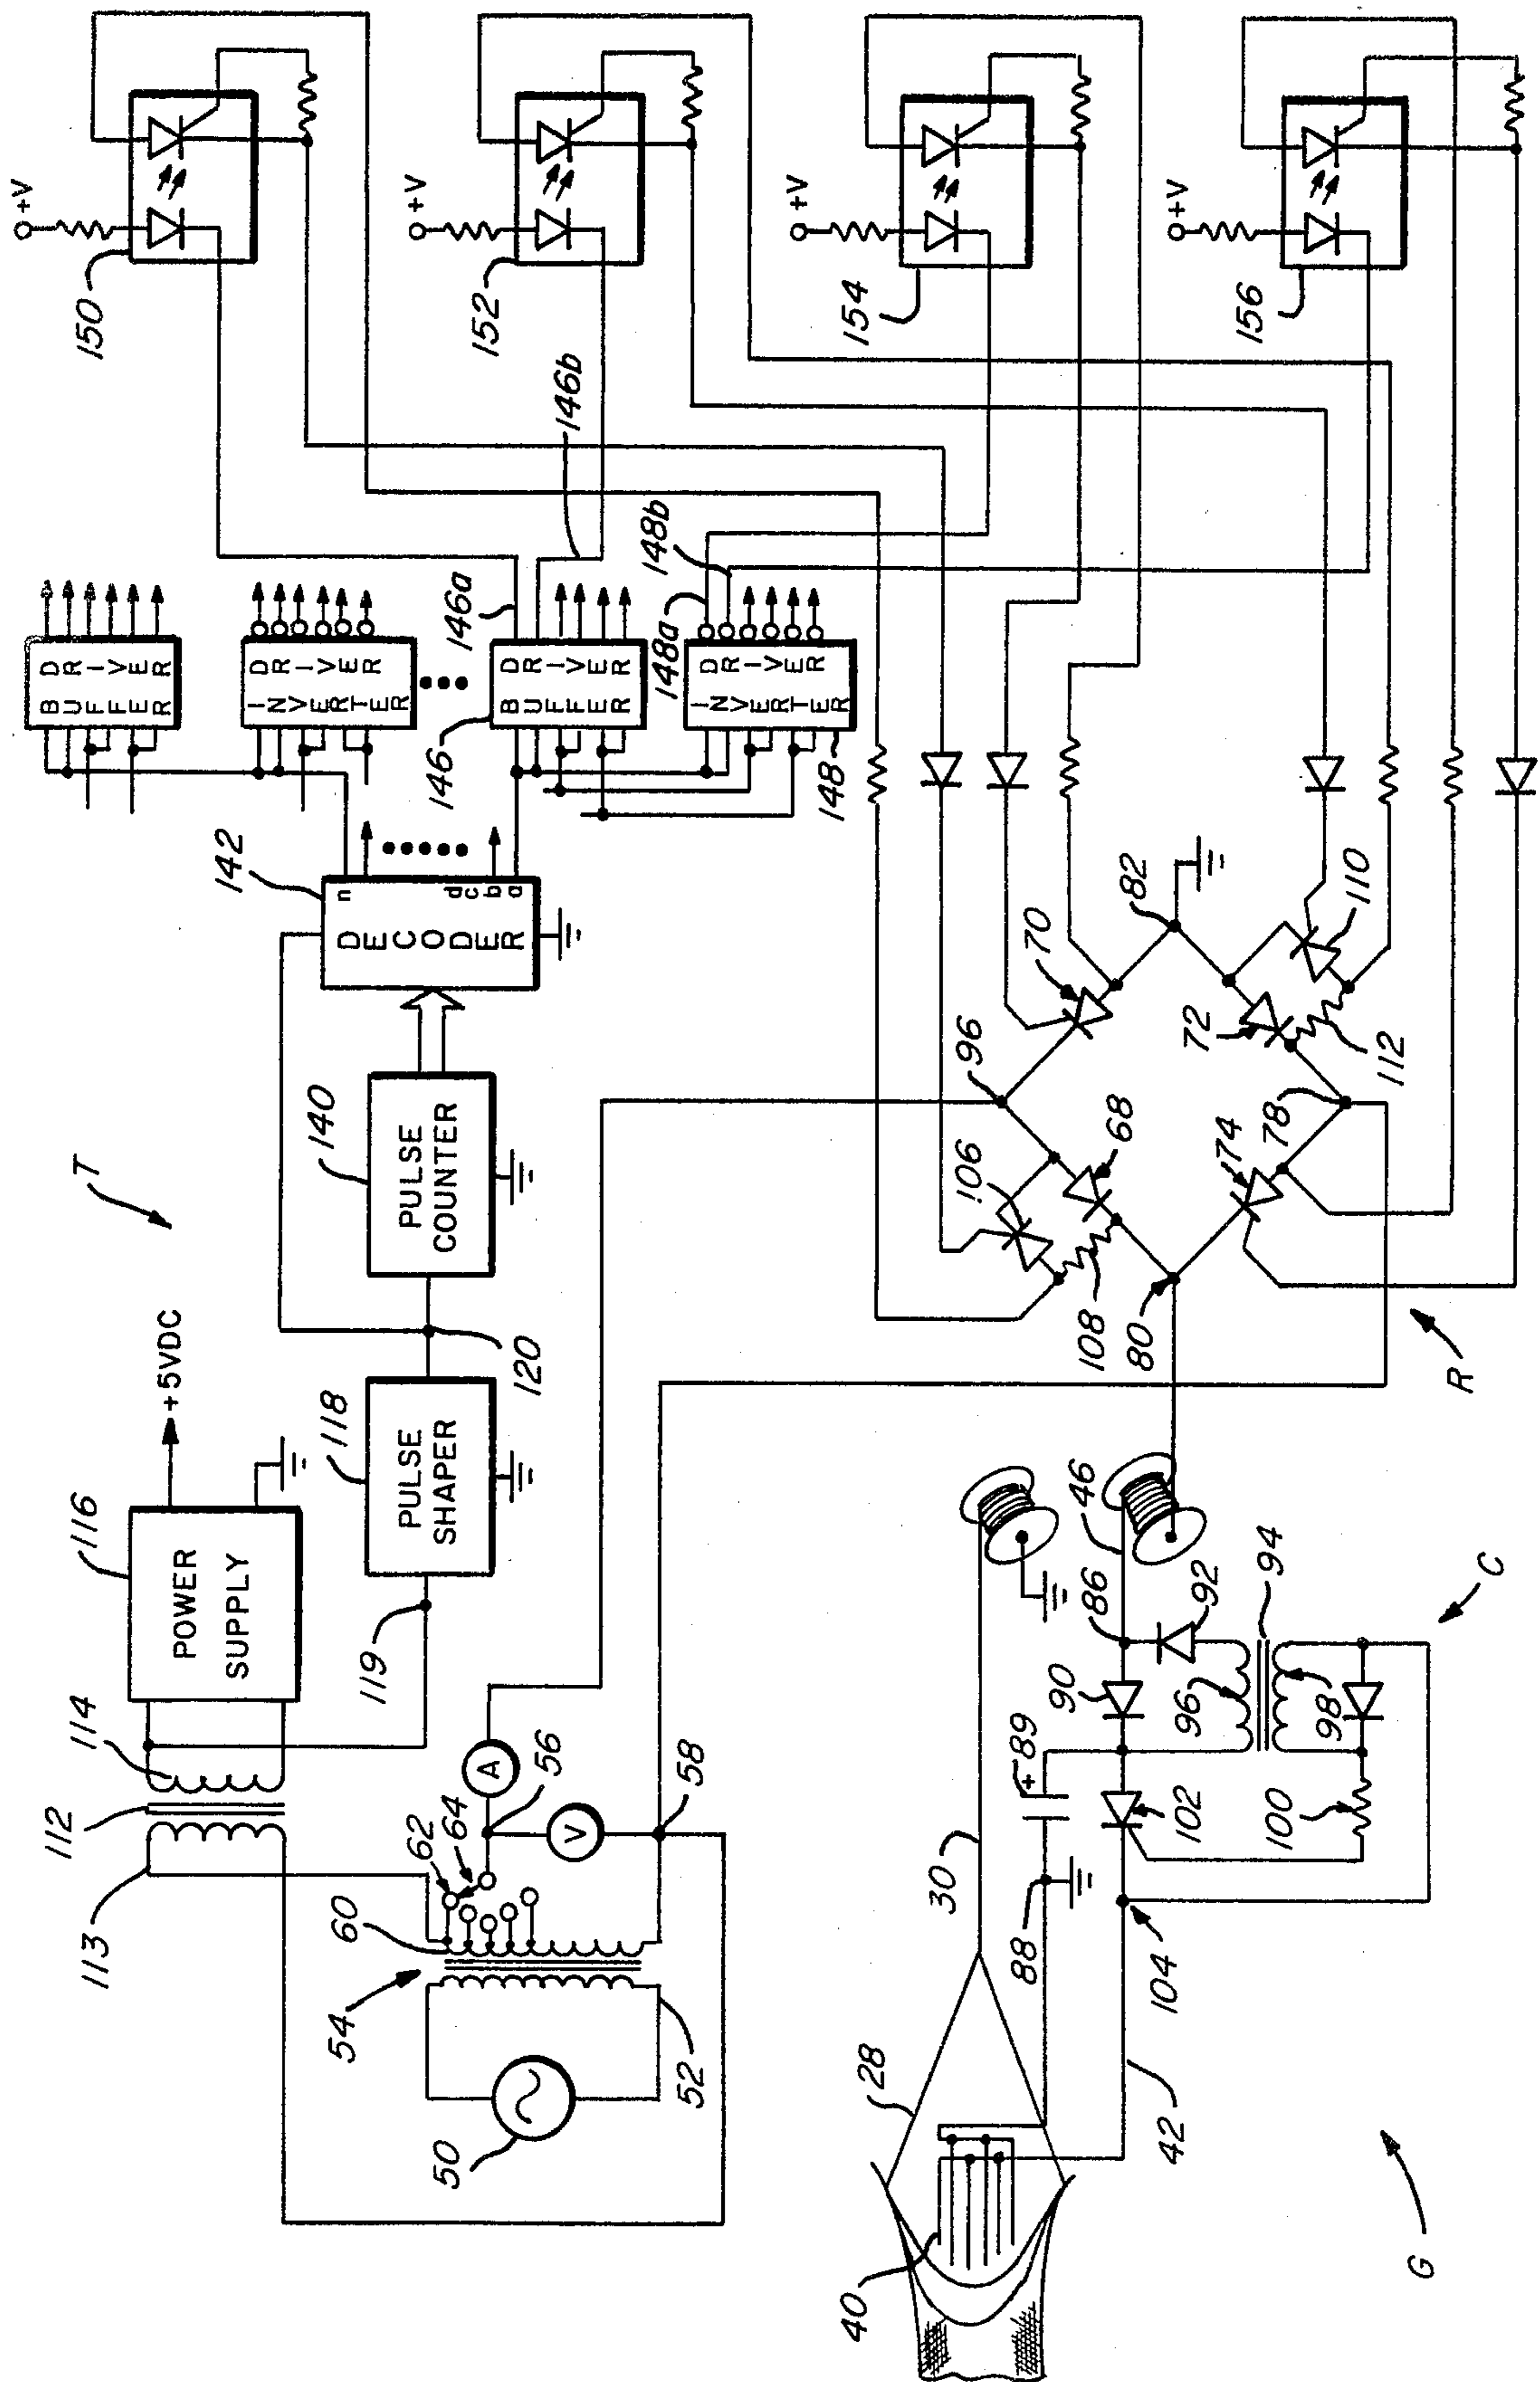 T
113
112
114
116
POWER
SUPPLY
+5VDC
119
118
PULSE
SHAPER
120
140
PULSE
COUNTER
142
DECODER
n
d
c
b
a
BUFFER
DRIVER
INVERTER
DRIVER
146
BUFFER
DRIVER
146a
146b
148
INVERTER
DRIVER
148a
148b
150
+V
152
+V
154
+V
156
+V
50
52
54
60
62
64
A
56
V
58
40
28
30
88
89
+
90
86
46
92
96
94
98
100
102
104
42
G
C
106
108
80
68
96
70
82
74
78
72
112
110
R